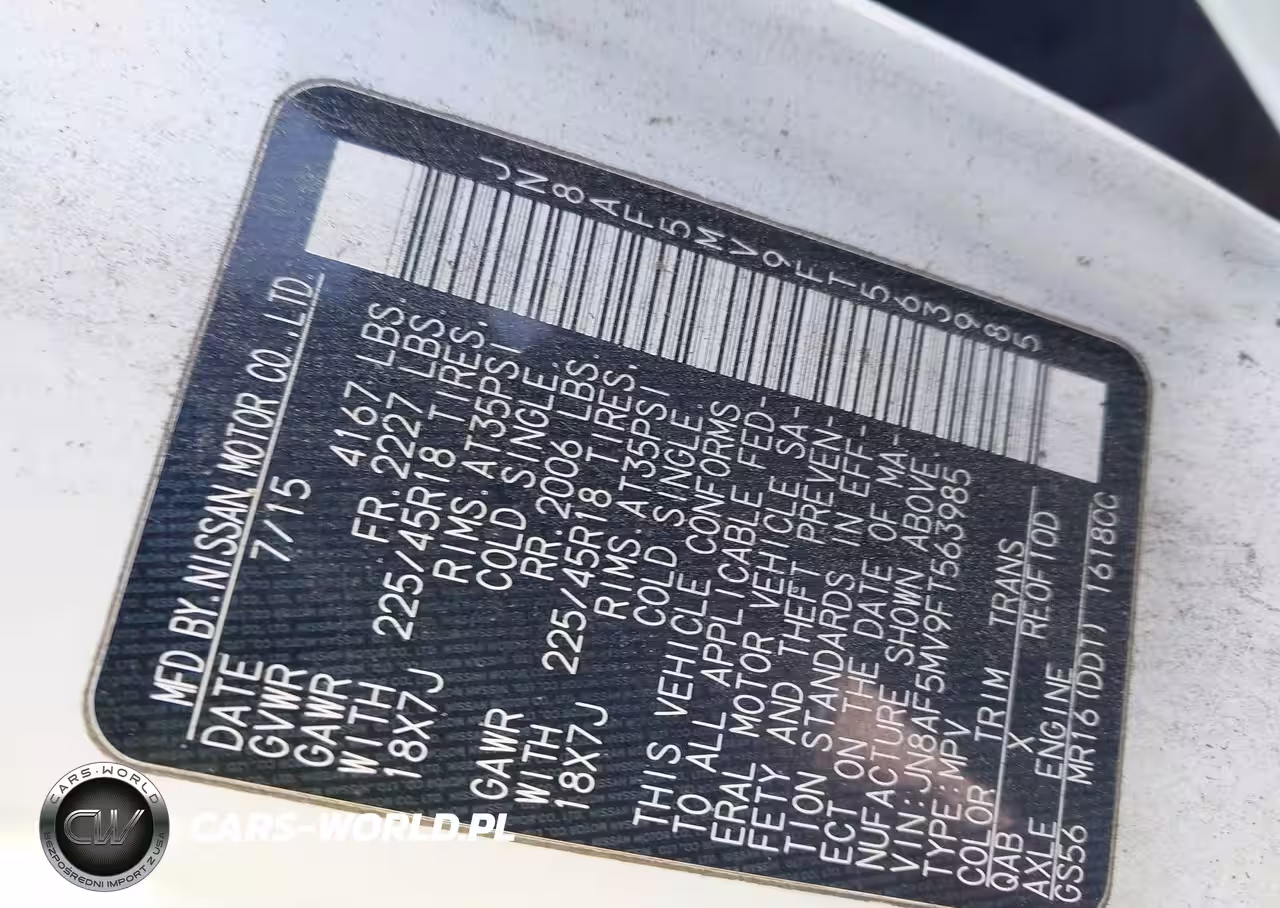 JN8AF5MV9FT563985
MFD BY.NISSAN MOTOR CO.,LTD.
DATE 7/15
GVWR 4167 LBS.
GAWR FR.2227 LBS.
WITH 225/45R18 TIRES.
18X7J RIMS.AT35PSI
COLD SINGLE.
GAWR RR.2006 LBS.
WITH 225/45R18 TIRES.
18X7J RIMS.AT35PSI
COLD SINGLE.
THIS VEHICLE CONFORMS
TO ALL APPLICABLE FED-
ERAL MOTOR VEHICLE SA-
FETY AND THEFT PREVEN-
TION STANDARDS IN EFF-
ECT ON THE DATE OF MA-
NUFACTURE SHOWN ABOVE.
VIN:JN8AF5MV9FT563985
TYPE:MPV
COLOR TRIM TRANS
QAB X RE0F10D
AXLE ENGINE
GS56 MR16(DDT) 1618CC
CARS-WORLD
CW
BEZPOŚREDNI IMPORT Z USA
CARS-WORLD.PL